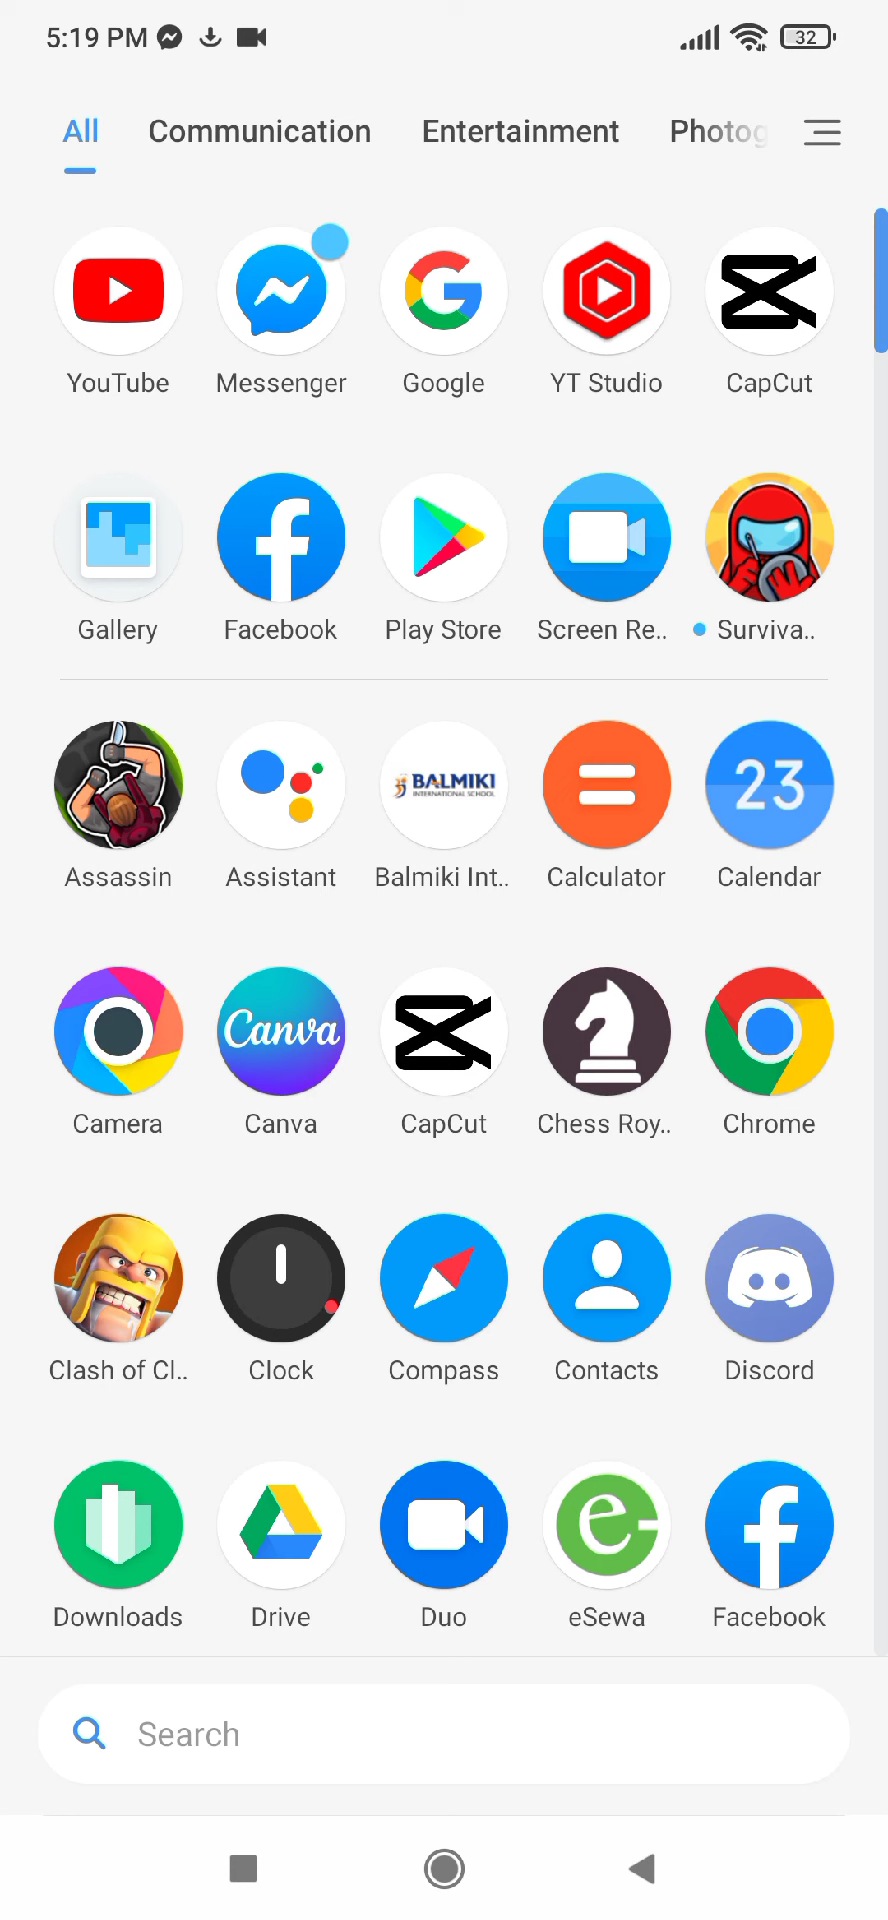 5:19 PM 32
All Communication Entertainment Photog
YouTube Messenger Google YT Studio CapCut
Gallery Facebook Play Store Screen Re.. Surviva..
BALMIKI
INTERNATIONAL SCHOOL
23
Assassin Assistant Balmiki Int.. Calculator Calendar
Canva
Camera Canva CapCut Chess Roy.. Chrome
Clash of Cl.. Clock Compass Contacts Discord
Downloads Drive Duo eSewa Facebook
Search